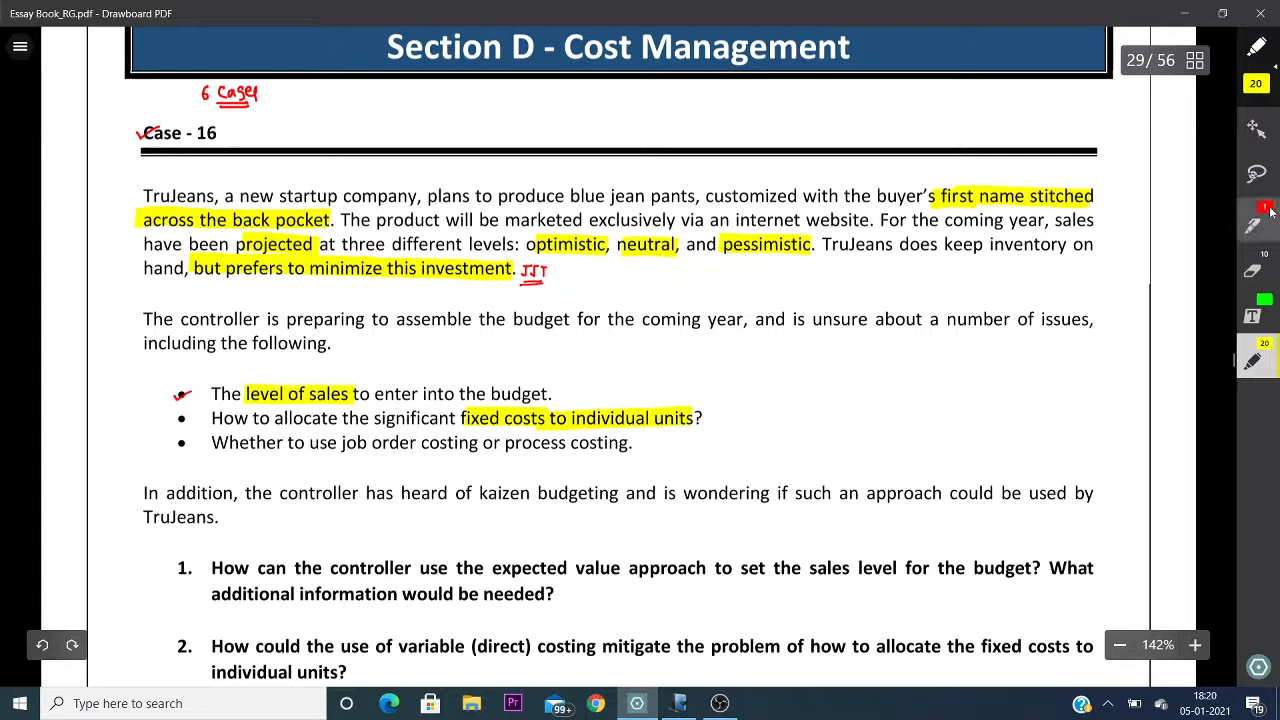 Essay Book_RG.pdf - Drawboard PDF
Section D - Cost Management
29/ 56
20
6 Cases
Case - 16
TruJeans, a new startup company, plans to produce blue jean pants, customized with the buyer's first name stitched
across the back pocket. The product will be marketed exclusively via an internet website. For the coming year, sales
have been projected at three different levels: optimistic, neutral, and pessimistic. TruJeans does keep inventory on
hand, but prefers to minimize this investment. JIT
10
20
The controller is preparing to assemble the budget for the coming year, and is unsure about a number of issues,
including the following.
• The level of sales to enter into the budget.
• How to allocate the significant fixed costs to individual units?
• Whether to use job order costing or process costing.
In addition, the controller has heard of kaizen budgeting and is wondering if such an approach could be used by
TruJeans.
1. How can the controller use the expected value approach to set the sales level for the budget? What
additional information would be needed?
2. How could the use of variable (direct) costing mitigate the problem of how to allocate the fixed costs to
individual units?
142%
Type here to search
Pr
99+
18:20
05-01-2021
19